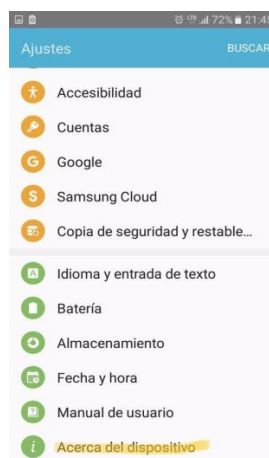 72% 21:45
Ajustes BUSCAR
Accesibilidad
Cuentas
G Google
S Samsung Cloud
Copia de seguridad y restable...
A Idioma y entrada de texto
Batería
Almacenamiento
Fecha y hora
? Manual de usuario
i Acerca del dispositivo